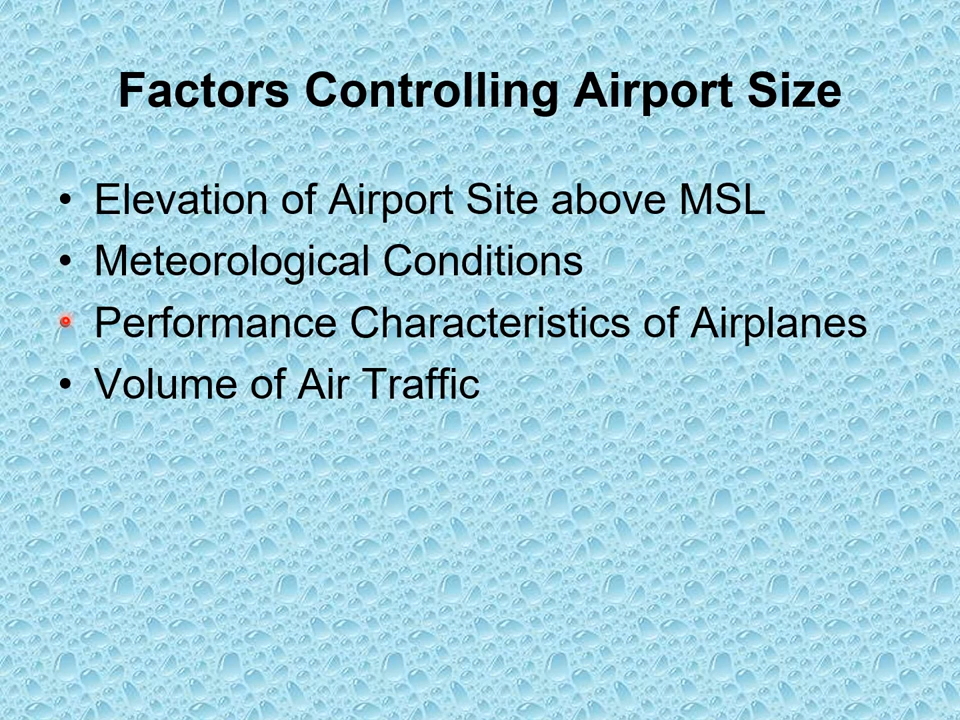 Factors Controlling Airport Size
• Elevation of Airport Site above MSL
• Meteorological Conditions
• Performance Characteristics of Airplanes
• Volume of Air Traffic